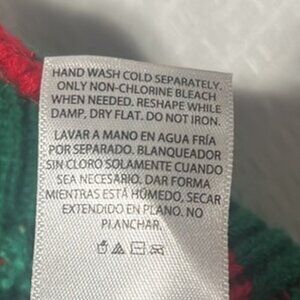 HAND WASH COLD SEPARATELY.
ONLY NON-CHLORINE BLEACH
WHEN NEEDED. RESHAPE WHILE
DAMP, DRY FLAT. DO NOT IRON.
LAVAR A MANO EN AGUA FRÍA
POR SEPARADO. BLANQUEADOR
SIN CLORO SOLAMENTE CUANDO
SEA NECESARIO. DAR FORMA
MIENTRAS ESTÁ HÚMEDO, SECAR
EXTENDIDO EN PLANO. NO
PLANCHAR.